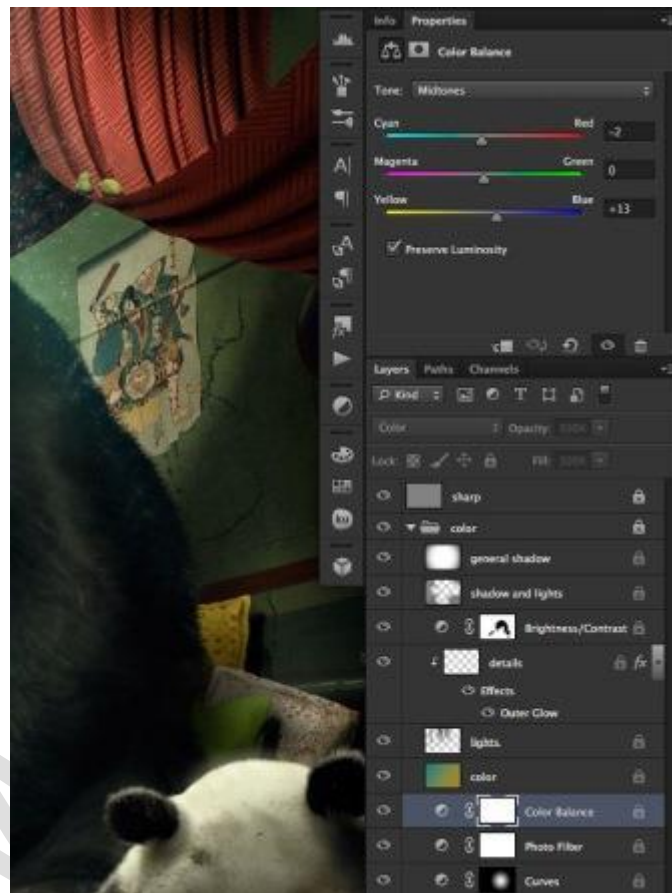 Info Properties
Color Balance
Tone: Midtones
Cyan Red -2
Magenta Green 0
Yellow Blue +13
Preserve Luminosity
Layers Paths Channels
Kind
Color Opacity:
Lock: Fill:
sharp
color
general shadow
shadow and lights
Brightness/Contrast
details fx
Effects
Outer Glow
lights
color
Color Balance
Photo Filter
Curves